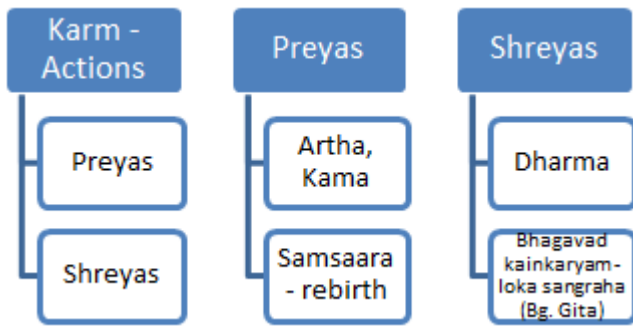 Karm -
Actions
Preyas
Shreyas
Preyas
Artha,
Kama
Samsaara
- rebirth
Shreyas
Dharma
Bhagavad
kainkaryam-
loka sangraha
(Bg. Gita)